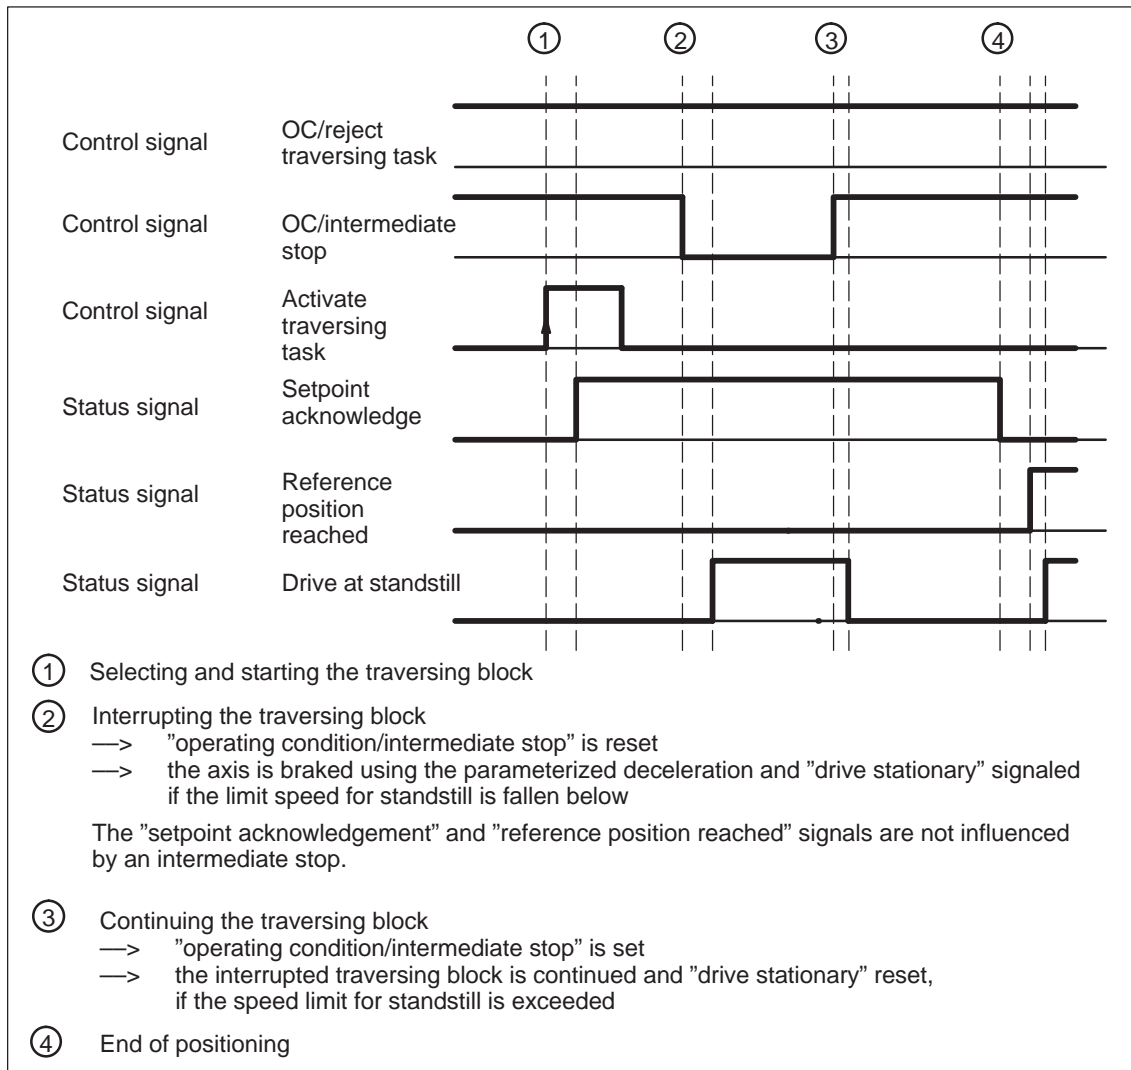 1 2 3 4
Control signal OC/reject
traversing task
Control signal OC/intermediate
stop
Control signal Activate
traversing
task
Status signal Setpoint
acknowledge
Status signal Reference
position
reached
Status signal Drive at standstill
1 Selecting and starting the traversing block
2 Interrupting the traversing block
––> ”operating condition/intermediate stop” is reset
––> the axis is braked using the parameterized deceleration and ”drive stationary” signaled
if the limit speed for standstill is fallen below
The ”setpoint acknowledgement” and ”reference position reached” signals are not influenced
by an intermediate stop.
3 Continuing the traversing block
––> ”operating condition/intermediate stop” is set
––> the interrupted traversing block is continued and ”drive stationary” reset,
if the speed limit for standstill is exceeded
4 End of positioning